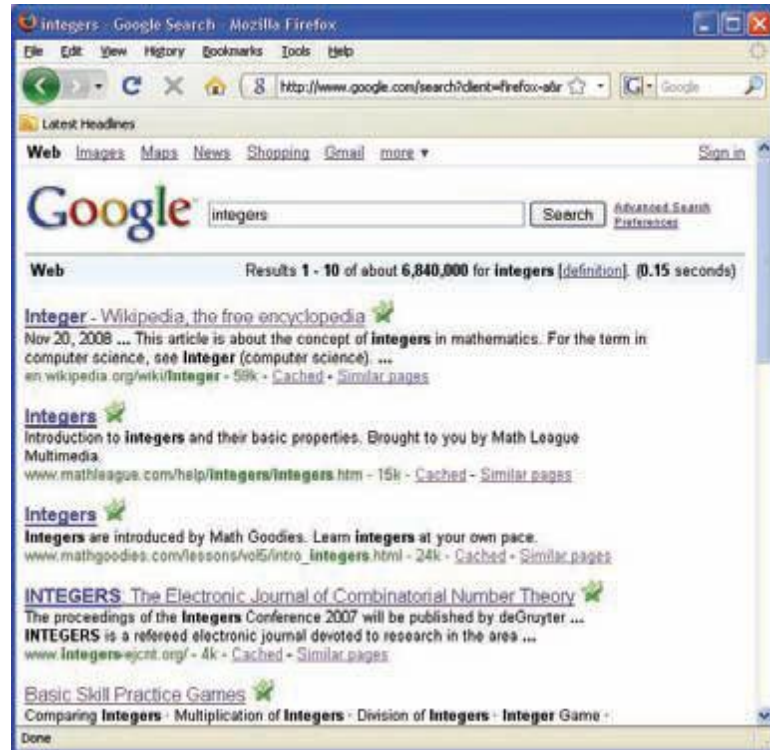 integers - Google Search - Mozilla Firefox
File Edit View History Bookmarks Tools Help
http://www.google.com/search?client=firefox-a&r Google
Latest Headlines
Web Images Maps News Shopping Gmail more ▼ Sign in
Google integers Search Advanced Search
Preferences
Web Results 1 - 10 of about 6,840,000 for integers [definition]. (0.15 seconds)
Integer - Wikipedia, the free encyclopedia
Nov 20, 2008 ... This article is about the concept of integers in mathematics. For the term in
computer science, see Integer (computer science). ...
en.wikipedia.org/wiki/Integer - 59k - Cached - Similar pages
Integers
Introduction to integers and their basic properties. Brought to you by Math League
Multimedia.
www.mathleague.com/help/integers/integers.htm - 15k - Cached - Similar pages
Integers
Integers are introduced by Math Goodies. Learn integers at your own pace.
www.mathgoodies.com/lessons/vol5/intro_integers.html - 24k - Cached - Similar pages
INTEGERS: The Electronic Journal of Combinatorial Number Theory
The proceedings of the Integers Conference 2007 will be published by deGruyter ...
INTEGERS is a refereed electronic journal devoted to research in the area ...
www.integers-ejcnt.org/ - 4k - Cached - Similar pages
Basic Skill Practice Games
Comparing Integers · Multiplication of Integers · Division of Integers · Integer Game ·
Done